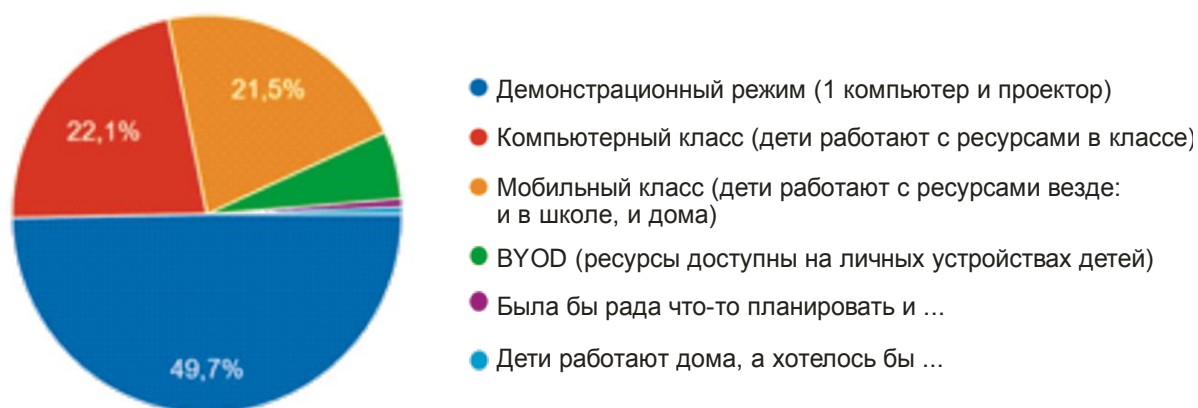 21,5%
22,1%
49,7%
Демонстрационный режим (1 компьютер и проектор)
Компьютерный класс (дети работают с ресурсами в классе)
Мобильный класс (дети работают с ресурсами везде:
и в школе, и дома)
BYOD (ресурсы доступны на личных устройствах детей)
Была бы рада что-то планировать и ...
Дети работают дома, а хотелось бы ...